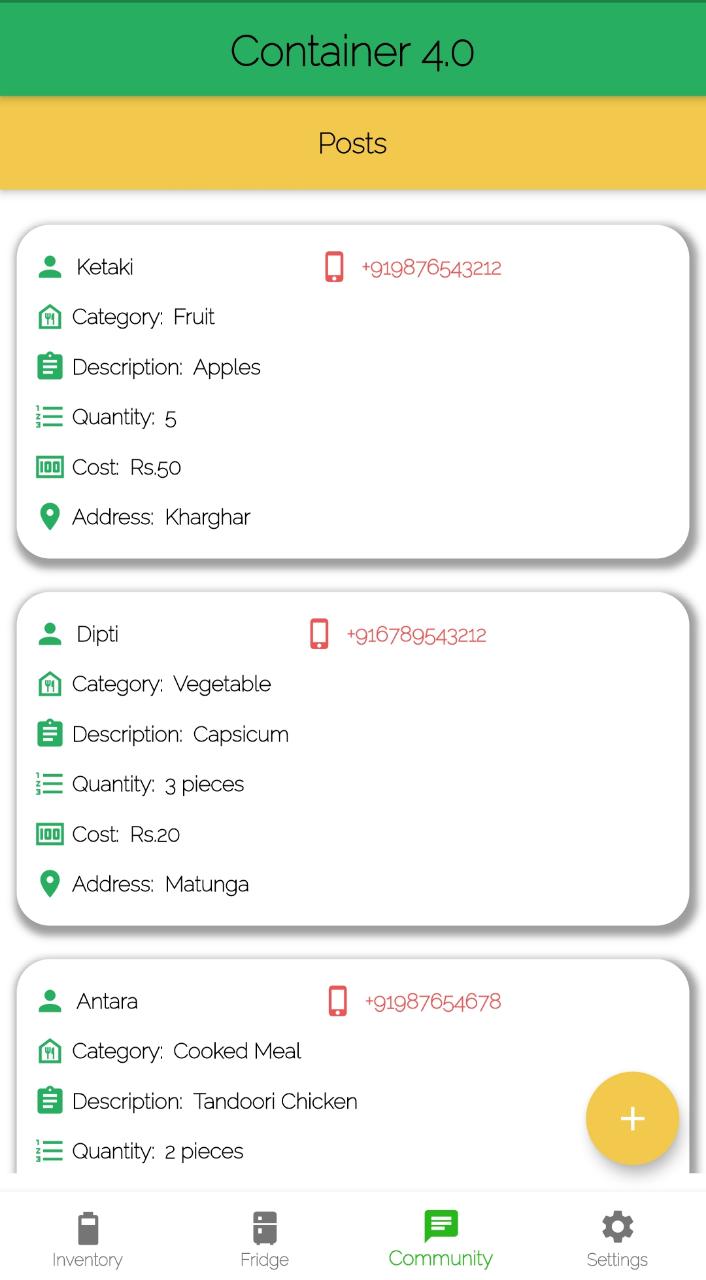 Container 4.0
Posts
Ketaki +919876543212
Category: Fruit
Description: Apples
Quantity: 5
Cost: Rs.50
Address: Kharghar
Dipti +916789543212
Category: Vegetable
Description: Capsicum
Quantity: 3 pieces
Cost: Rs.20
Address: Matunga
Antara +91987654678
Category: Cooked Meal
Description: Tandoori Chicken
Quantity: 2 pieces
+
Inventory Fridge Community Settings